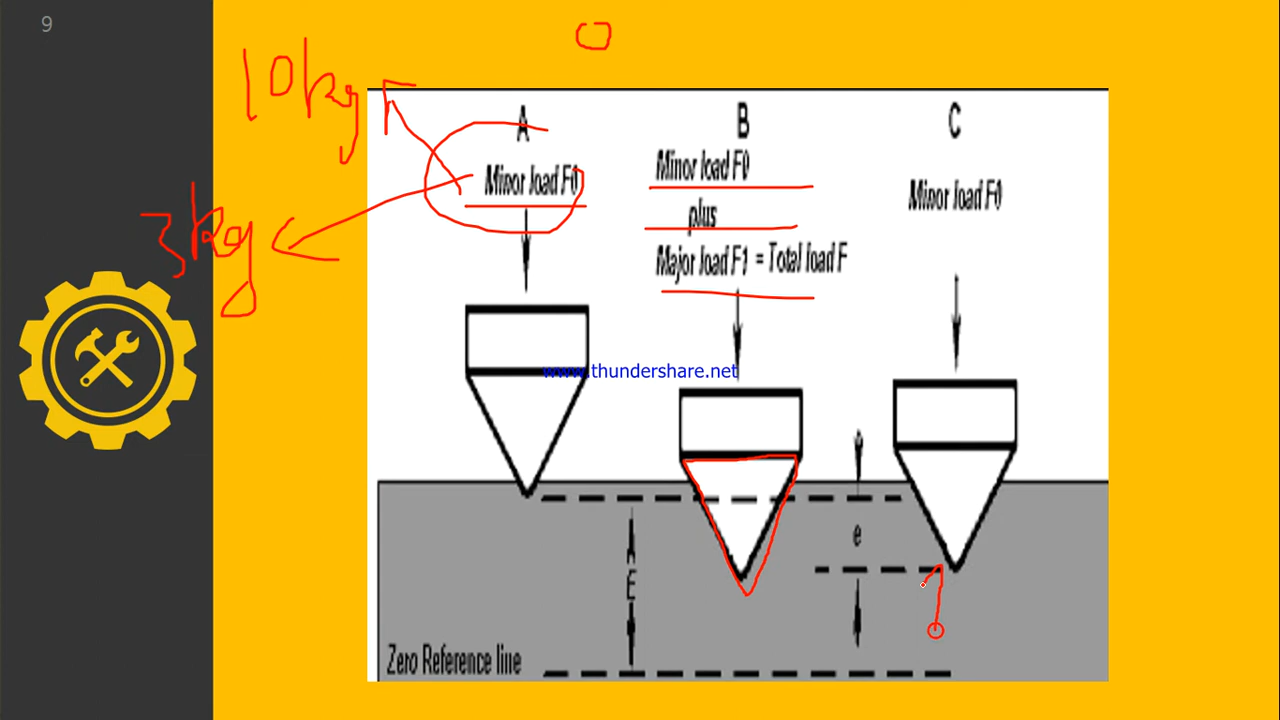 9
10kg
3kg
A
Minor load F0
B
Minor load F0
plus
Major load F1 = Total load F
C
Minor load F0
www.thundershare.net
e
A
E
Zero Reference line